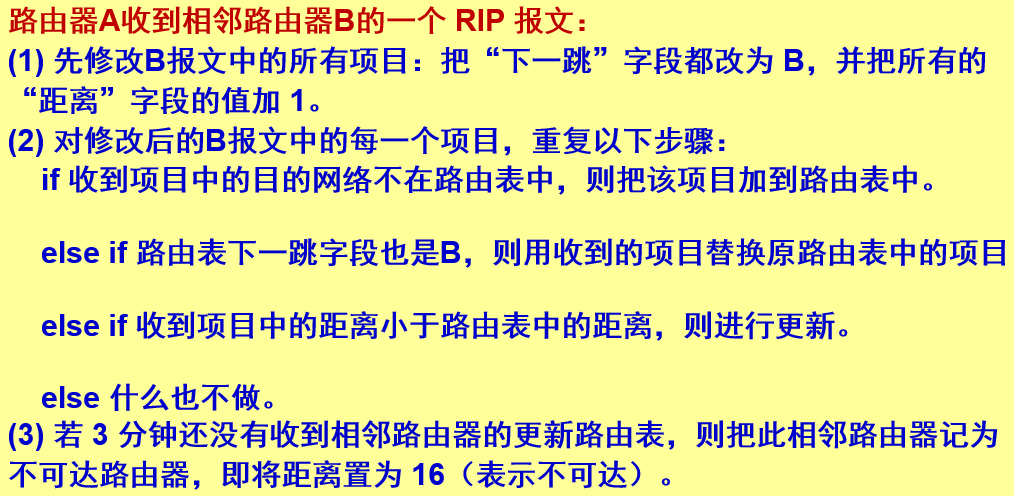 路由器A收到相邻路由器B的一个 RIP 报文：
(1) 先修改B报文中的所有项目：把“下一跳”字段都改为 B，并把所有的
“距离”字段的值加 1。
(2) 对修改后的B报文中的每一个项目，重复以下步骤：
if 收到项目中的目的网络不在路由表中，则把该项目加到路由表中。
else if 路由表下一跳字段也是B，则用收到的项目替换原路由表中的项目
else if 收到项目中的距离小于路由表中的距离，则进行更新。
else 什么也不做。
(3) 若 3 分钟还没有收到相邻路由器的更新路由表，则把此相邻路由器记为
不可达路由器，即将距离置为 16（表示不可达）。